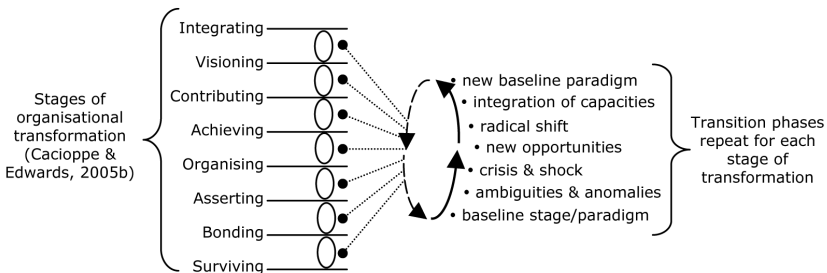 Stages of
organisational
transformation
(Cacioppe &
Edwards, 2005b)
Integrating
Visioning
Contributing
Achieving
Organising
Asserting
Bonding
Surviving
• new baseline paradigm
• integration of capacities
• radical shift
• new opportunities
• crisis & shock
• ambiguities & anomalies
• baseline stage/paradigm
Transition phases
repeat for each
stage of
transformation